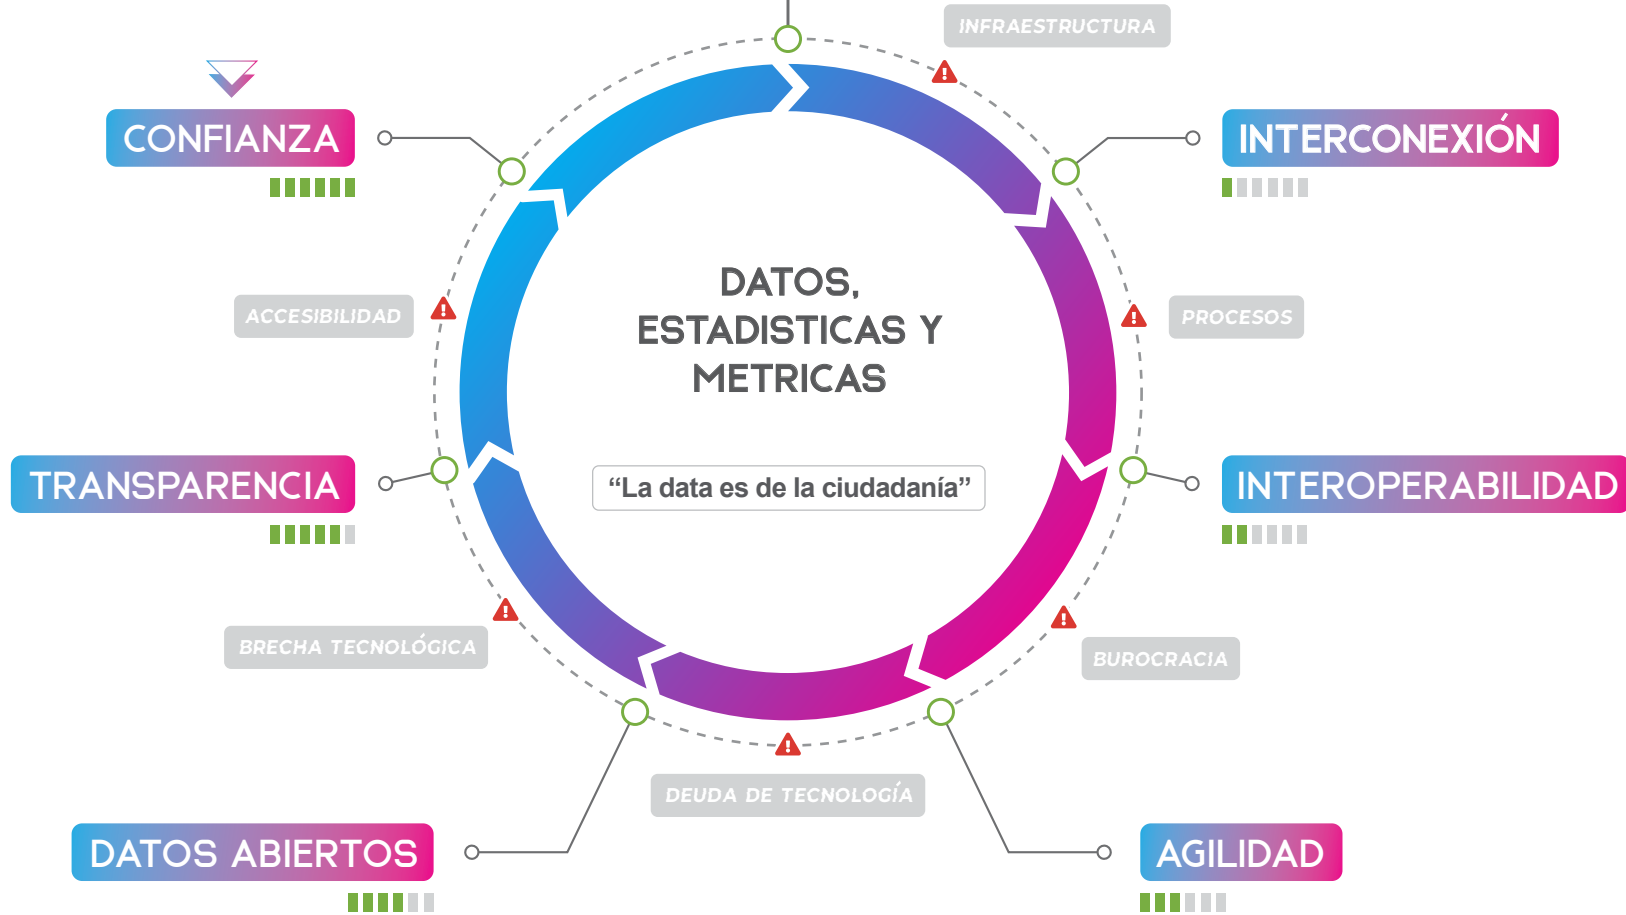 INFRAESTRUCTURA
CONFIANZA
INTERCONEXIÓN
DATOS,
ESTADISTICAS Y
METRICAS
ACCESIBILIDAD
PROCESOS
TRANSPARENCIA
“La data es de la ciudadanía”
INTEROPERABILIDAD
BRECHA TECNOLÓGICA
BUROCRACIA
DEUDA DE TECNOLOGÍA
DATOS ABIERTOS
AGILIDAD